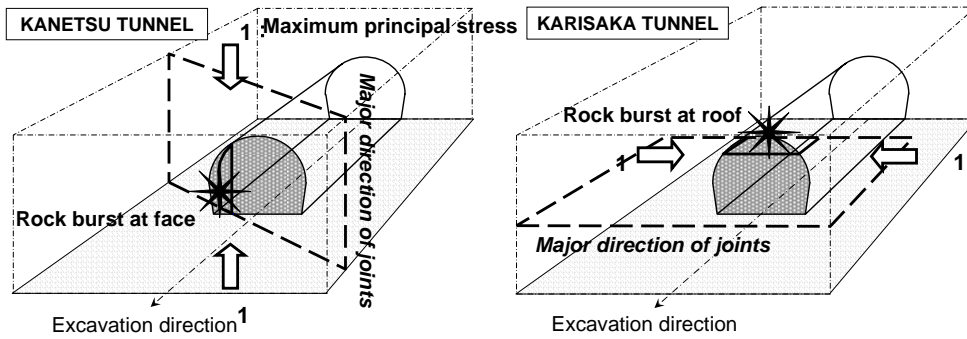 KANETSU TUNNEL
1
Maximum principal stress
Major direction of joints
Rock burst at face
Excavation direction
1
KARISAKA TUNNEL
Rock burst at roof
1
1
Major direction of joints
Excavation direction